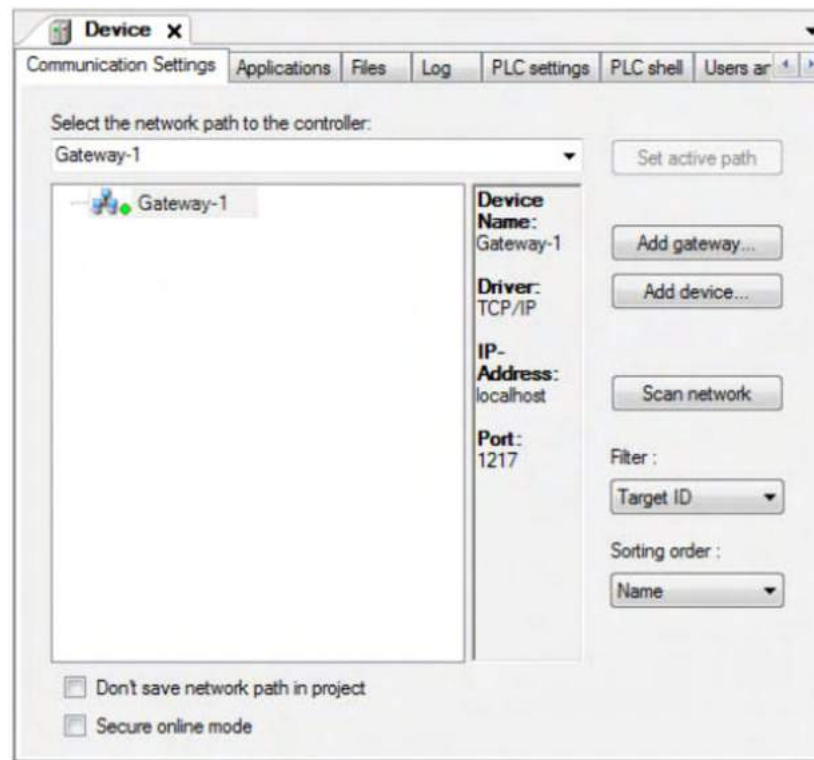 Device
Communication Settings Applications Files Log PLC settings PLC shell Users ar
Select the network path to the controller:
Gateway-1
Set active path
Gateway-1
Device Name:
Gateway-1
Driver:
TCP/IP
IP-Address:
localhost
Port:
1217
Add gateway...
Add device...
Scan network
Filter :
Target ID
Sorting order :
Name
Don't save network path in project
Secure online mode